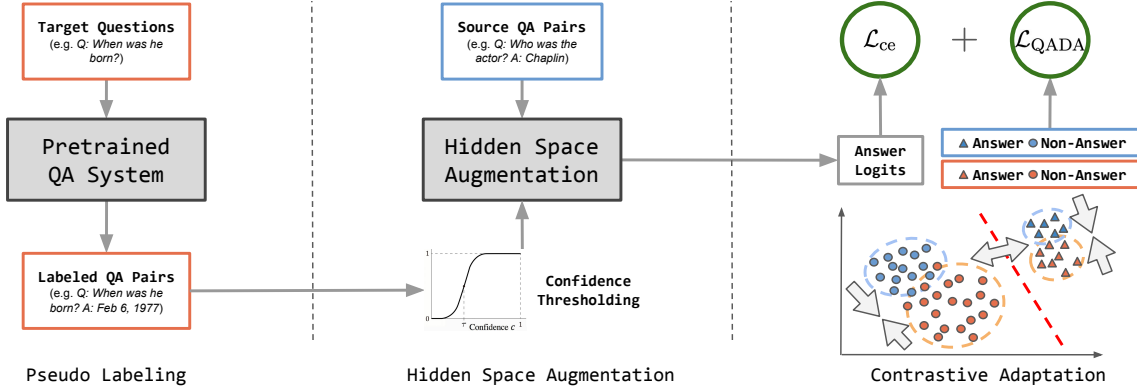 Target Questions
(e.g. Q: When was he
born?)
Pretrained
QA System
Labeled QA Pairs
(e.g. Q: When was he
born? A: Feb 6, 1977)
Pseudo Labeling
Source QA Pairs
(e.g. Q: Who was the
actor? A: Chaplin)
Hidden Space
Augmentation
1
0
τ
Confidence c
1
Confidence
Thresholding
Hidden Space Augmentation
ℒce + ℒQADA
Answer
Logits
Answer Non-Answer
Answer Non-Answer
Contrastive Adaptation